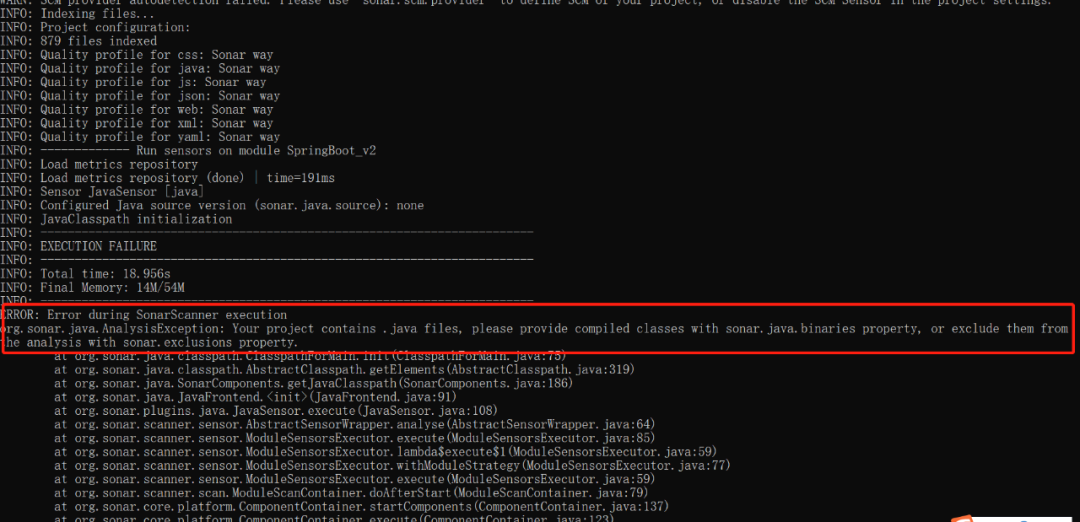 WARN: SCM provider autodetection failed. Please use "sonar.scm.provider" to define SCM of your project, or disable the SCM Sensor in the project settings.
INFO: Indexing files...
INFO: Project configuration:
INFO: 879 files indexed
INFO: Quality profile for css: Sonar way
INFO: Quality profile for java: Sonar way
INFO: Quality profile for js: Sonar way
INFO: Quality profile for json: Sonar way
INFO: Quality profile for web: Sonar way
INFO: Quality profile for xml: Sonar way
INFO: Quality profile for yaml: Sonar way
INFO: ------------- Run sensors on module SpringBoot_v2
INFO: Load metrics repository
INFO: Load metrics repository (done) | time=191ms
INFO: Sensor JavaSensor [java]
INFO: Configured Java source version (sonar.java.source): none
INFO: JavaClasspath initialization
INFO: ------------------------------------------------------------------------
INFO: EXECUTION FAILURE
INFO: ------------------------------------------------------------------------
INFO: Total time: 18.956s
INFO: Final Memory: 14M/54M
INFO: ------------------------------------------------------------------------
ERROR: Error during SonarScanner execution
org.sonar.java.AnalysisException: Your project contains .java files, please provide compiled classes with sonar.java.binaries property, or exclude them from
the analysis with sonar.exclusions property.
at org.sonar.java.classpath.ClasspathForMain.init(ClasspathForMain.java:75)
at org.sonar.java.classpath.AbstractClasspath.getElements(AbstractClasspath.java:319)
at org.sonar.java.SonarComponents.getJavaClasspath(SonarComponents.java:186)
at org.sonar.java.JavaFrontend.<init>(JavaFrontend.java:91)
at org.sonar.plugins.java.JavaSensor.execute(JavaSensor.java:108)
at org.sonar.scanner.sensor.AbstractSensorWrapper.analyse(AbstractSensorWrapper.java:64)
at org.sonar.scanner.sensor.ModuleSensorsExecutor.execute(ModuleSensorsExecutor.java:85)
at org.sonar.scanner.sensor.ModuleSensorsExecutor.lambda$execute$1(ModuleSensorsExecutor.java:59)
at org.sonar.scanner.sensor.ModuleSensorsExecutor.withModuleStrategy(ModuleSensorsExecutor.java:77)
at org.sonar.scanner.sensor.ModuleSensorsExecutor.execute(ModuleSensorsExecutor.java:59)
at org.sonar.scanner.scan.ModuleScanContainer.doAfterStart(ModuleScanContainer.java:79)
at org.sonar.core.platform.ComponentContainer.startComponents(ComponentContainer.java:137)
at org.sonar.core.platform.ComponentContainer.execute(ComponentContainer.java:123)